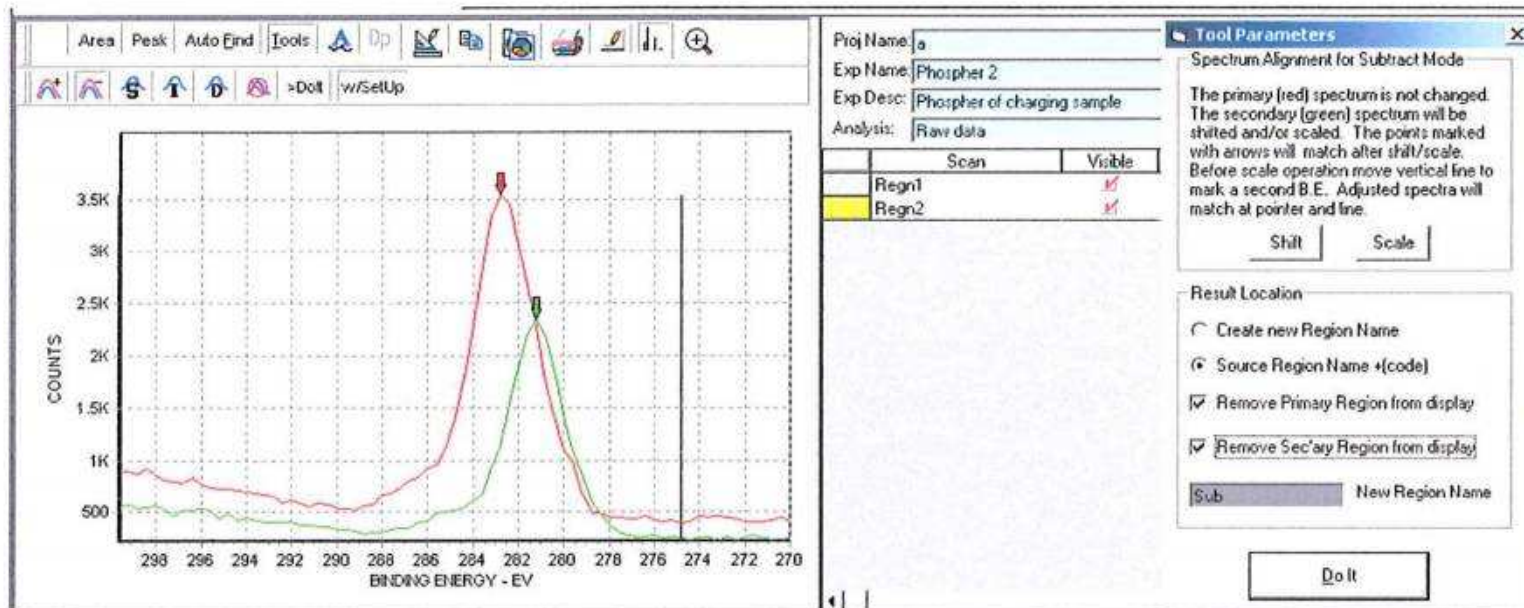 Area Peak Auto Find Tools Dp
>DoIt w/SetUp
3.5K
3K
2.5K
2K
1.5K
1K
500
COUNTS
298 296 294 292 290 288 286 284 282 280 278 276 274 272 270
BINDING ENERGY - EV
Proj Name: a
Exp Name: Phospher 2
Exp Desc: Phospher of charging sample
Analysis: Raw data
Scan Visible
Regn1
Regn2
Tool Parameters
Spectrum Alignment for Subtract Mode
The primary (red) spectrum is not changed.
The secondary (green) spectrum will be
shifted and/or scaled. The points marked
with arrows will match after shift/scale.
Before scale operation move vertical line to
mark a second B.E. Adjusted spectra will
match at pointer and line.
Shift Scale
Result Location
Create new Region Name
Source Region Name +(code)
Remove Primary Region from display
Remove Sec'ary Region from display
Sub New Region Name
Do It